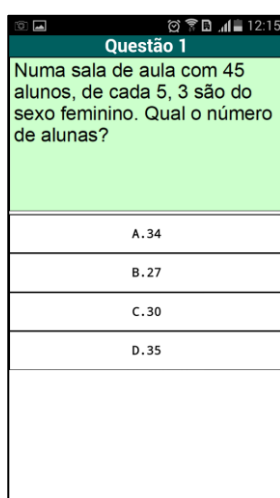 12:15
Questão 1
Numa sala de aula com 45
alunos, de cada 5, 3 são do
sexo feminino. Qual o número
de alunas?
A.34
B.27
C.30
D.35